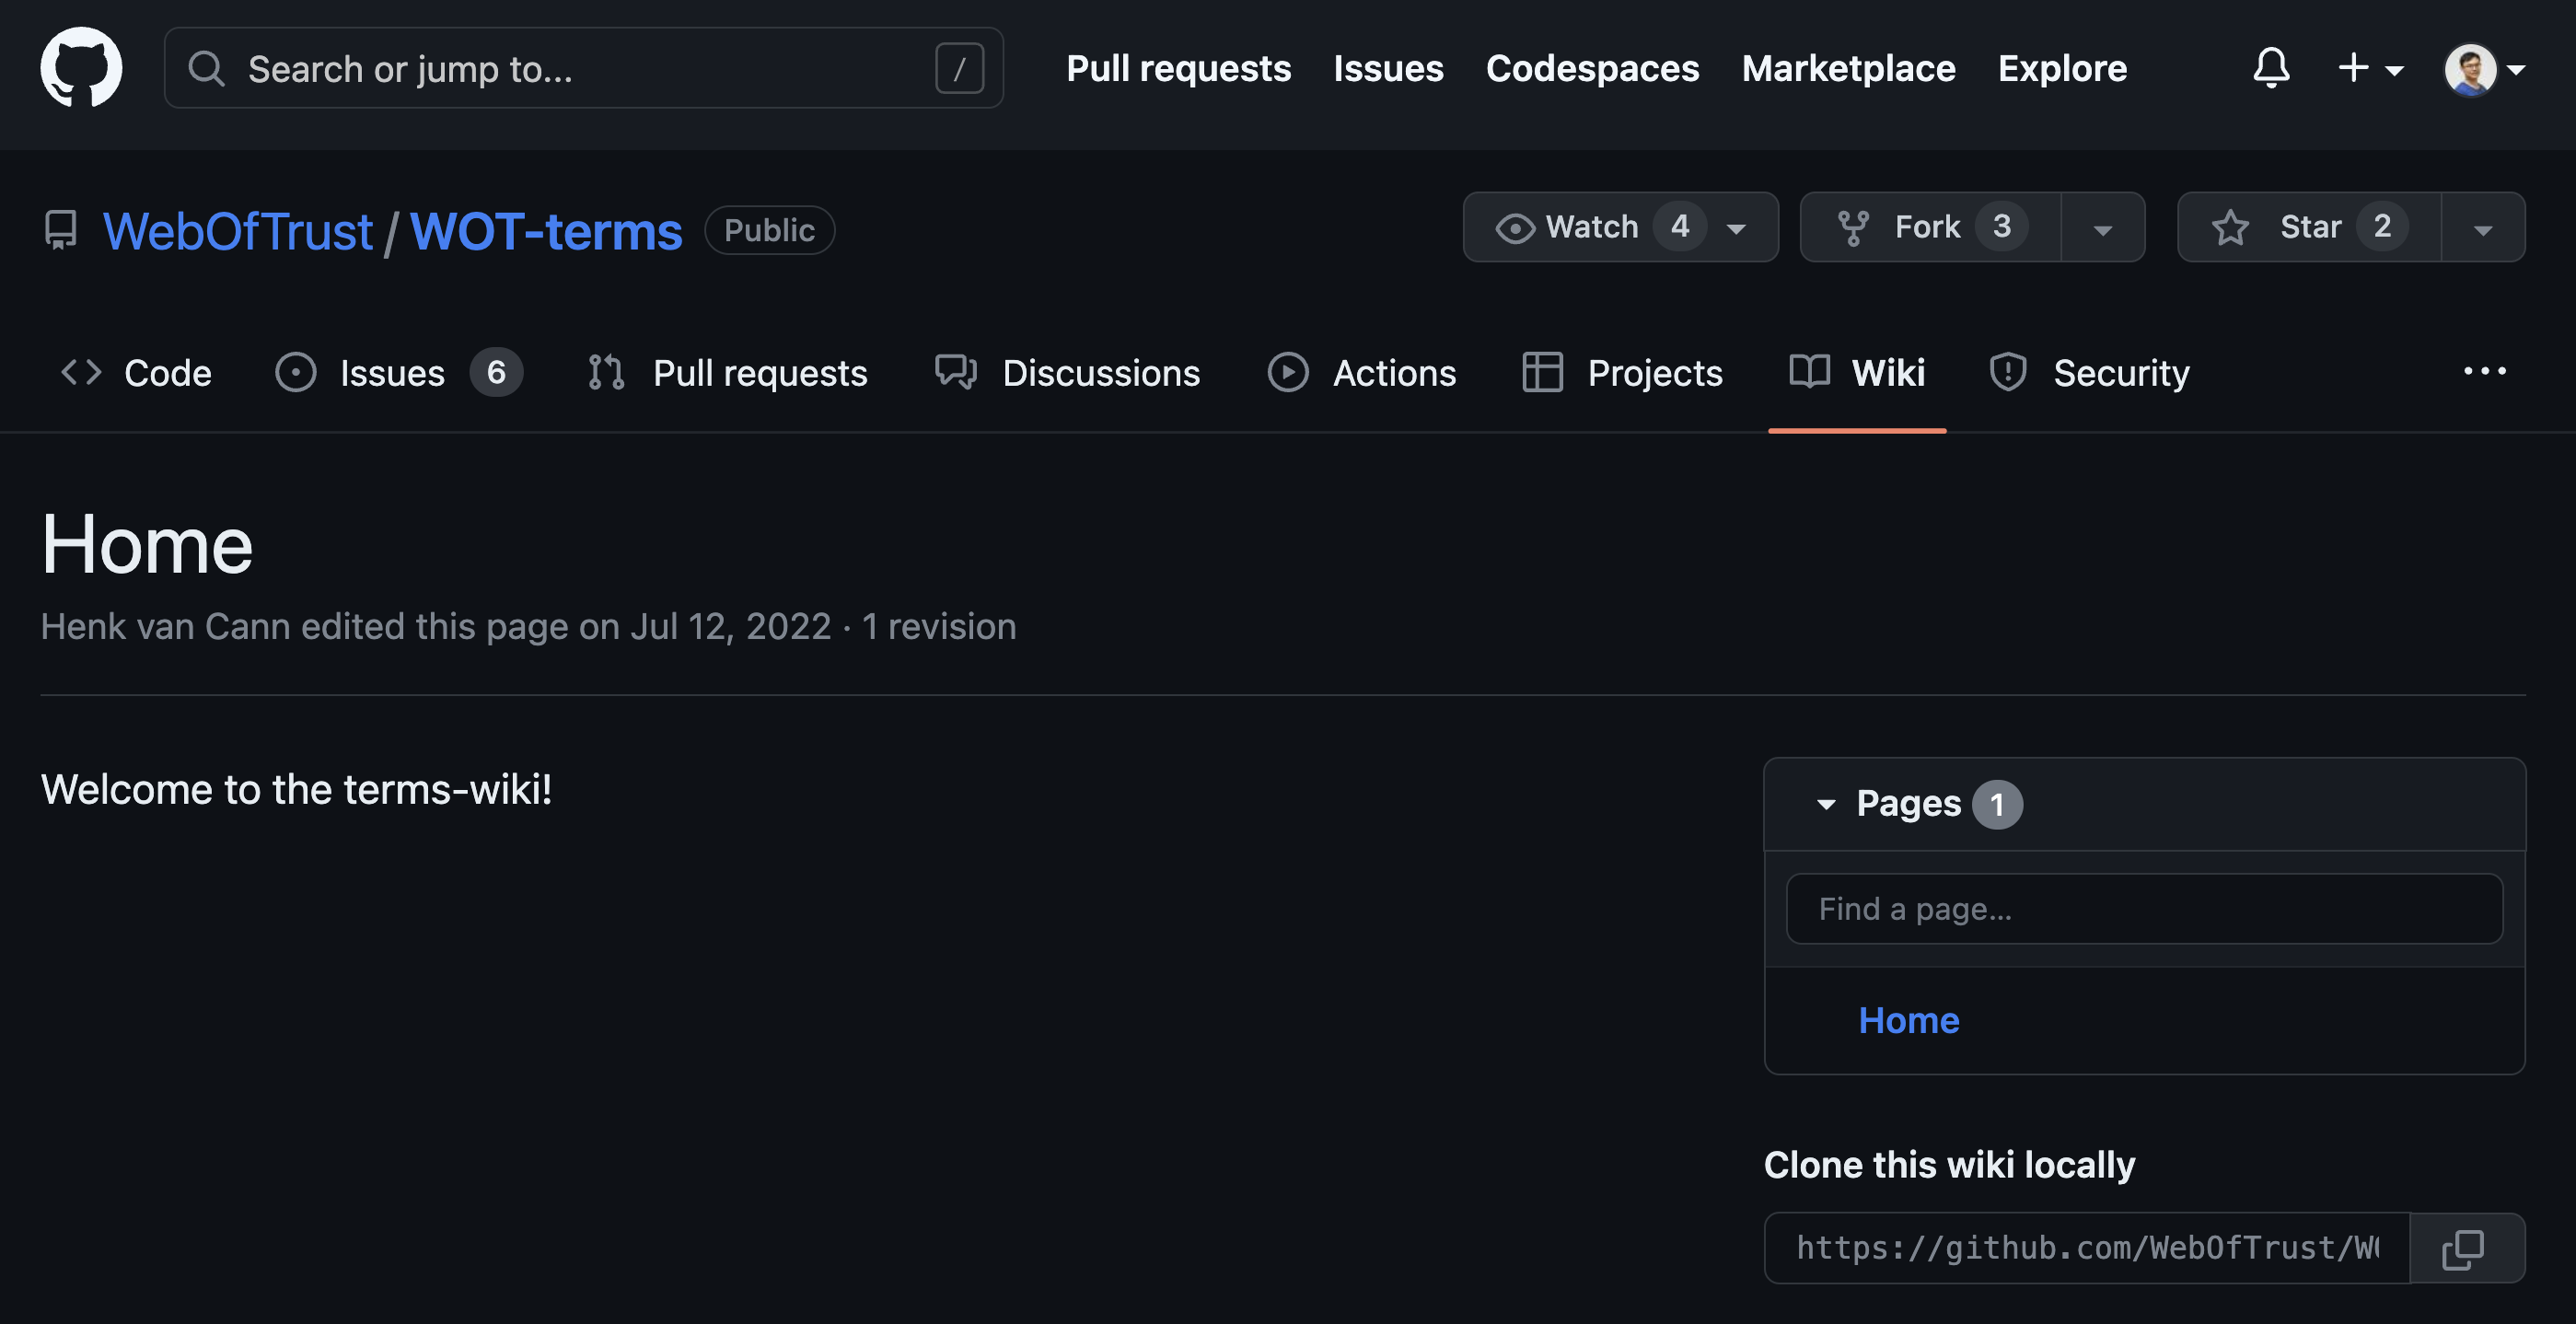 Search or jump to... /
Pull requests Issues Codespaces Marketplace Explore
WebOfTrust / WOT-terms Public
Watch 4 Fork 3 Star 2
Code Issues 6 Pull requests Discussions Actions Projects Wiki Security ...
Home
Henk van Cann edited this page on Jul 12, 2022 · 1 revision
Welcome to the terms-wiki!
Pages 1
Find a page...
Home
Clone this wiki locally
https://github.com/WebOfTrust/W